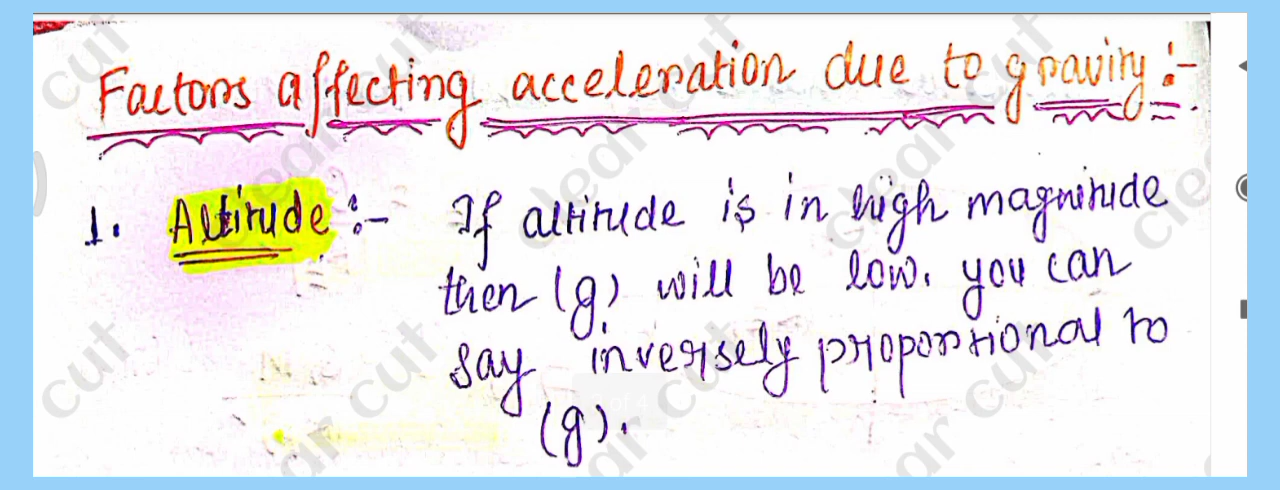 Factors affecting acceleration due to gravity :-
1. Altitude :- If altitude is in high magnitude
then (g) will be low. you can
say inversely proportional to
(g).